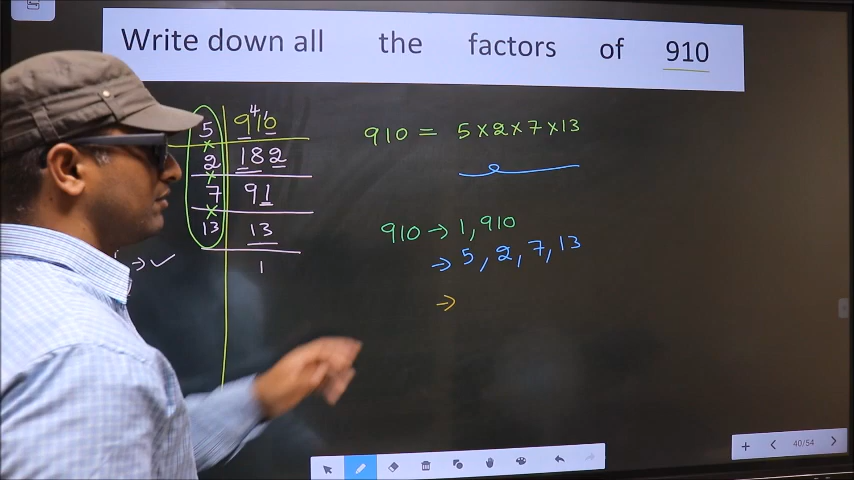 Write down all the factors of 910
5 | 9⁴1¹0
× 2 | 182
× 7 | 91
× 13 | 13
1
910 = 5×2×7×13
910 → 1, 910
→ 5, 2, 7, 13
→
→ ✓
40/54